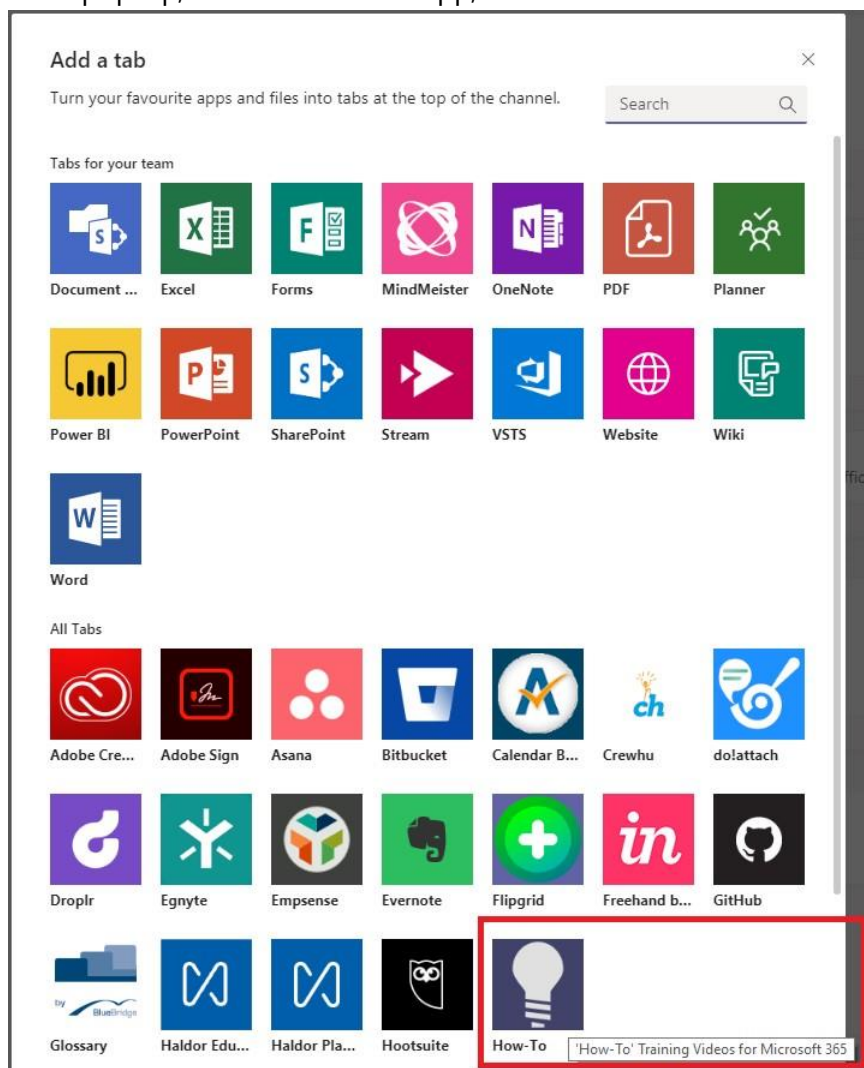 Add a tab
Turn your favourite apps and files into tabs at the top of the channel.
Search
Tabs for your team
Document ... Excel Forms MindMeister OneNote PDF Planner
Power BI PowerPoint SharePoint Stream VSTS Website Wiki
Word
All Tabs
Adobe Cre... Adobe Sign Asana Bitbucket Calendar B... Crewhu do!attach
Droplr Egnyte Empsense Evernote Flipgrid Freehand b... GitHub
by BlueBridge
Glossary Haldor Edu... Haldor Pla... Hootsuite How-To
'How-To' Training Videos for Microsoft 365